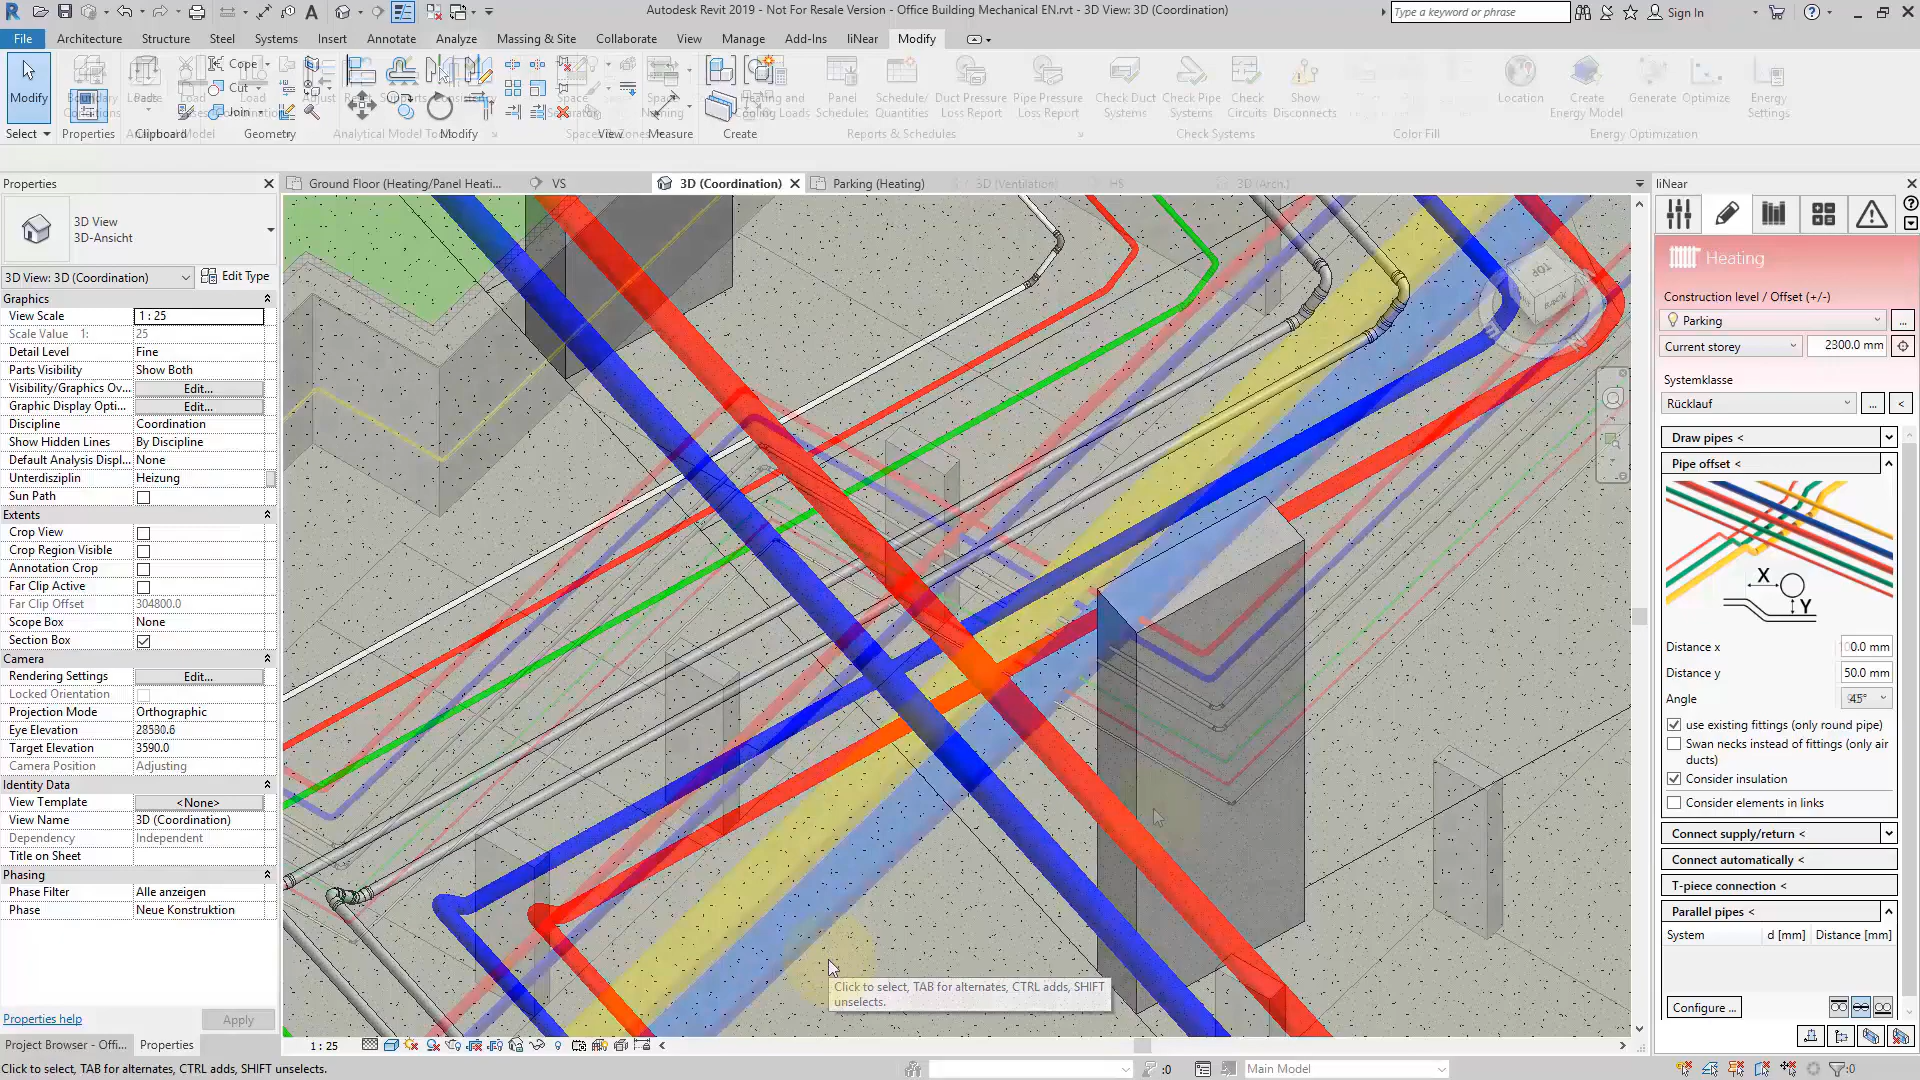 Autodesk Revit 2019 - Not For Resale Version - Office Building Mechanical EN.rvt - 3D View: 3D (Coordination)
Type a keyword or phrase
Sign In
File Architecture Structure Steel Systems Insert Annotate Analyze Massing & Site Collaborate View Manage Add-Ins liNear Modify
Modify
Cope
Cut
Join
Adjust
Panel Schedules
Schedule/ Quantities
Duct Pressure Loss Report
Pipe Pressure Loss Report
Check Duct Systems
Check Pipe Systems
Check Circuits
Show Disconnects
Location
Create Energy Model
Generate
Optimize
Energy Settings
Heating and Cooling Loads
Select
Properties
Clipboard
Geometry
Analytical Model Tools
Modify
View
Measure
Create
Reports & Schedules
Check Systems
Color Fill
Energy Optimization
Properties
Ground Floor (Heating/Panel Heati...
VS
3D (Coordination)
Parking (Heating)
3D (Ventilation)
HS
3D (Arch.)
liNear
3D View
3D-Ansicht
3D View: 3D (Coordination)
Edit Type
Graphics
View Scale 1 : 25
Scale Value 1: 25
Detail Level Fine
Parts Visibility Show Both
Visibility/Graphics Ov... Edit...
Graphic Display Opti... Edit...
Discipline Coordination
Show Hidden Lines By Discipline
Default Analysis Displ... None
Unterdisziplin Heizung
Sun Path
Extents
Crop View
Crop Region Visible
Annotation Crop
Far Clip Active
Far Clip Offset 304800.0
Scope Box None
Section Box
Camera
Rendering Settings Edit...
Locked Orientation
Projection Mode Orthographic
Eye Elevation 28530.6
Target Elevation 3590.0
Camera Position Adjusting
Identity Data
View Template <None>
View Name 3D (Coordination)
Dependency Independent
Title on Sheet
Phasing
Phase Filter Alle anzeigen
Phase Neue Konstruktion
Properties help
Apply
Project Browser - Offi...
Properties
TOP
BACK
Click to select, TAB for alternates, CTRL adds, SHIFT
unselects.
Heating
Construction level / Offset (+/-)
Parking
...
Current storey
2300.0 mm
Systemklasse
Rücklauf
...
<
Draw pipes <
Pipe offset <
X
Y
Distance x
Distance y 50.0 mm
Angle 45°
use existing fittings (only round pipe)
Swan necks instead of fittings (only air
ducts)
Consider insulation
Consider elements in links
Connect supply/return <
Connect automatically <
T-piece connection <
Parallel pipes <
System d [mm] Distance [mm]
Configure ...
1 : 25
Click to select, TAB for alternates, CTRL adds, SHIFT unselects.
:0
Main Model
:0